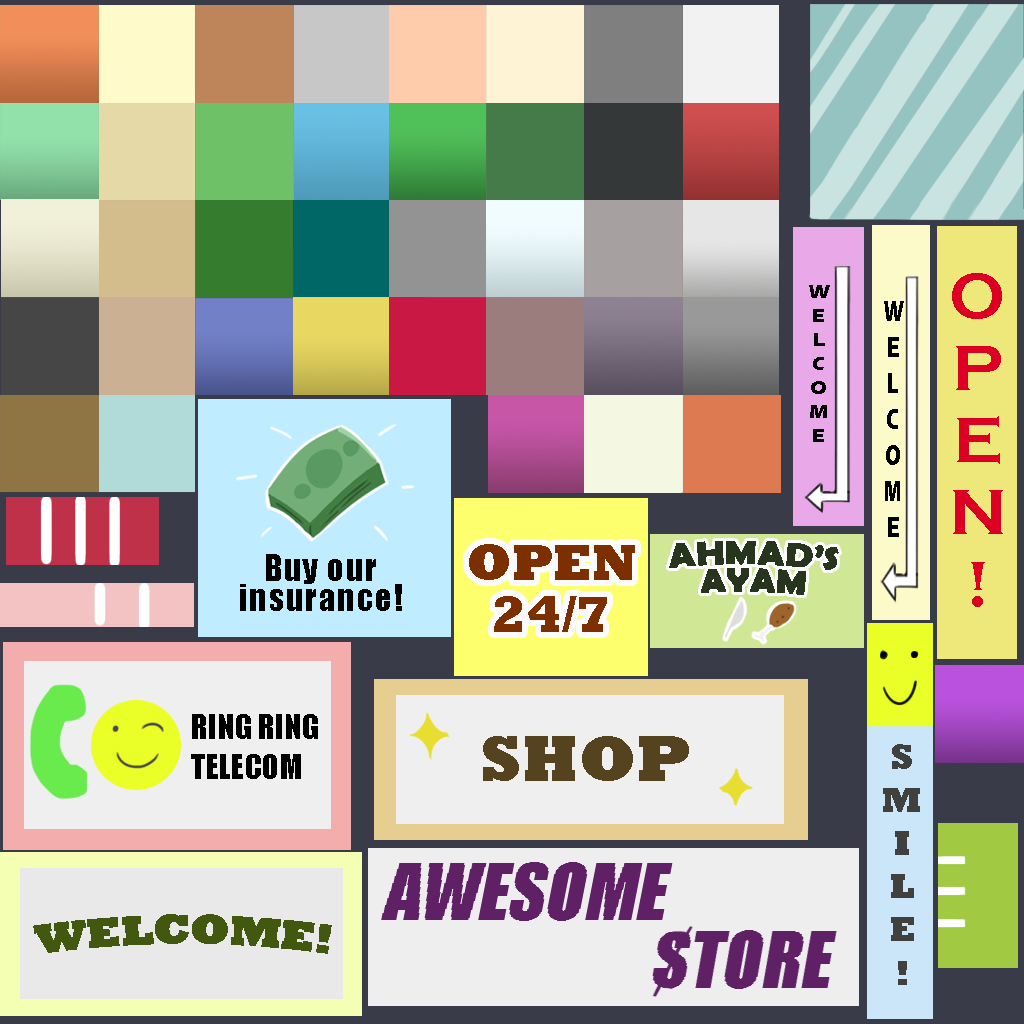 WELCOME
WELCOME
OPEN!
Buy our
insurance!
OPEN
24/7
AHMAD's
AYAM
RING RING
TELECOM
SHOP
SMILE!
WELCOME!
AWESOME
$TORE